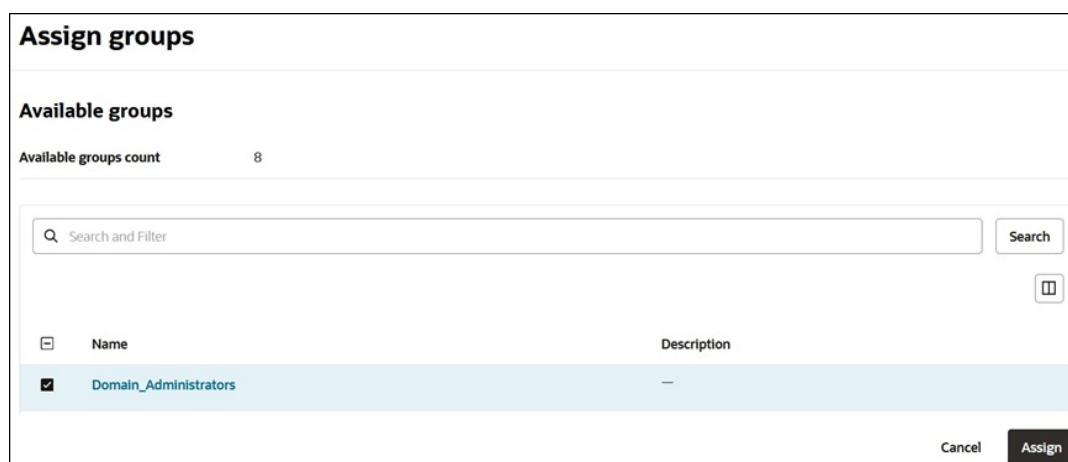 Assign groups
Available groups
Available groups count 8
Search and Filter Search
Name Description
Domain_Administrators —
Cancel Assign